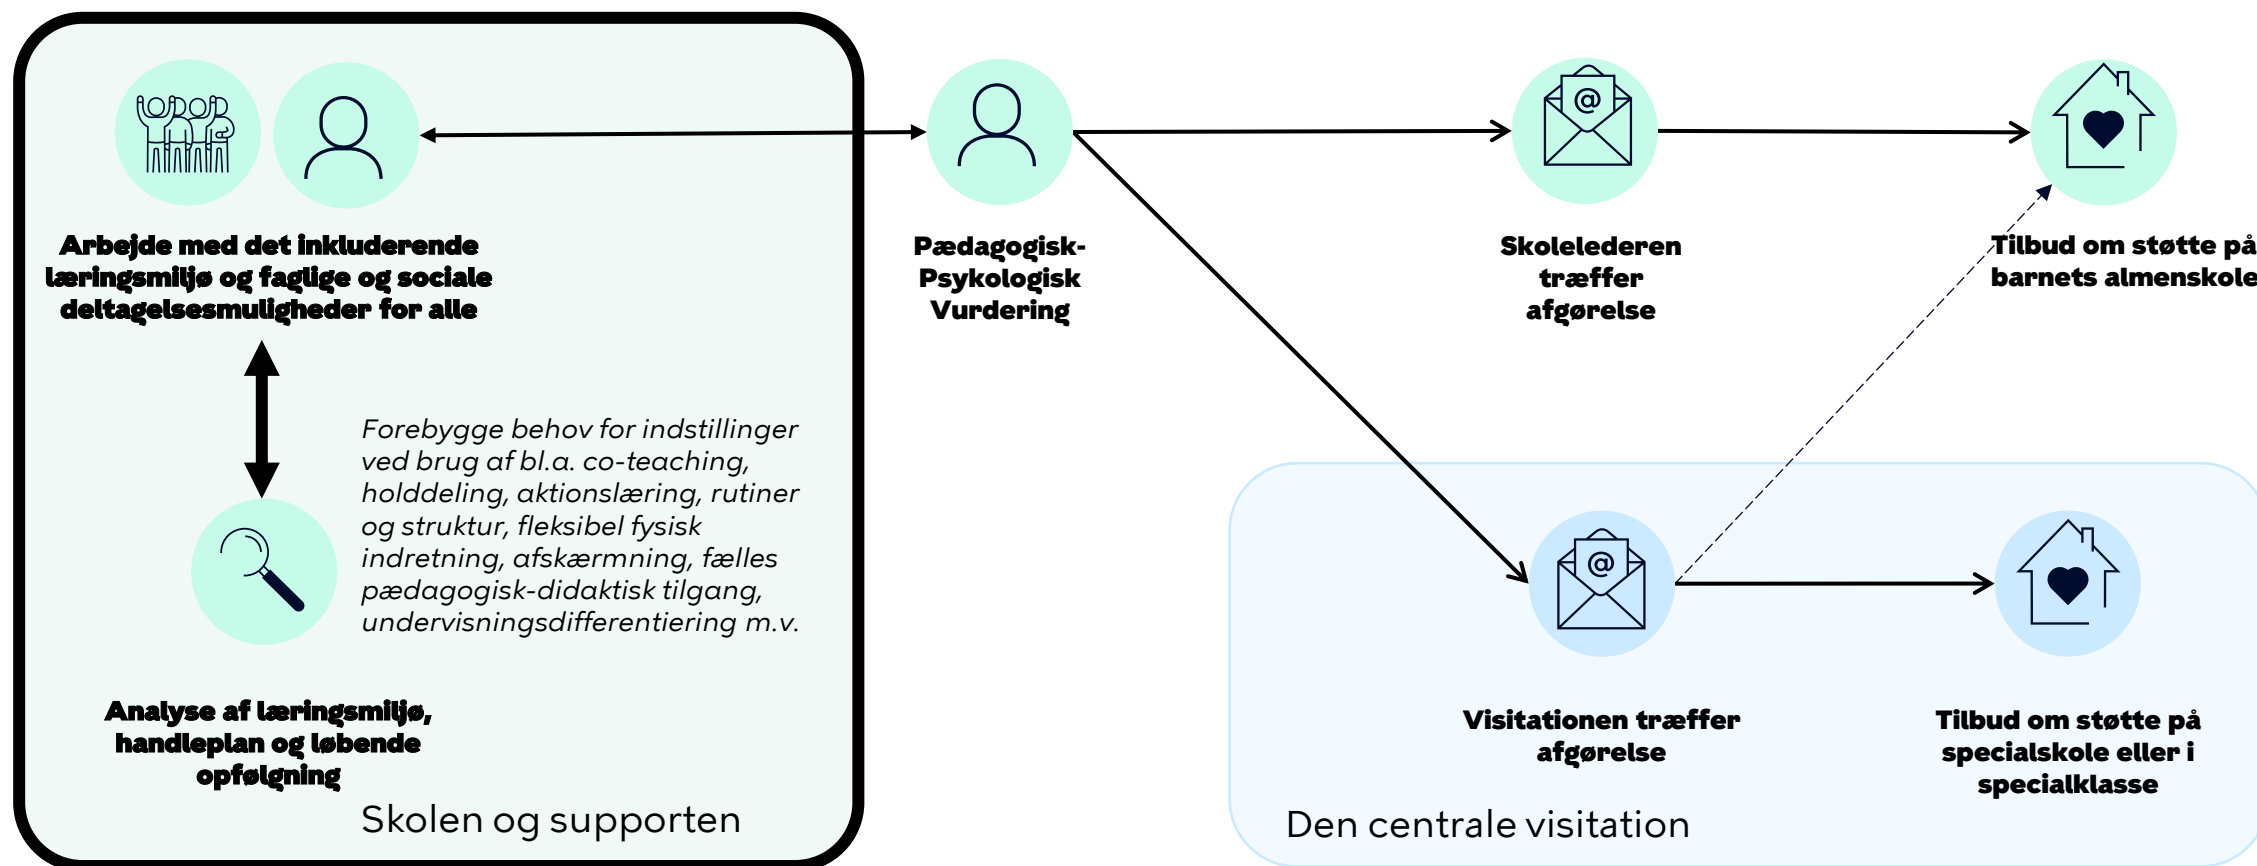 Arbejde med det inkluderende
læringsmiljø og faglige og sociale
deltagelsesmuligheder for alle
Forebygge behov for indstillinger
ved brug af bl.a. co-teaching,
holddeling, aktionslæring, rutiner
og struktur, fleksibel fysisk
indretning, afskærmning, fælles
pædagogisk-didaktisk tilgang,
undervisningsdifferentiering m.v.
Analyse af læringsmiljø,
handleplan og løbende
opfølgning
Skolen og supporten
Pædagogisk-
Psykologisk
Vurdering
@
Skolelederen
træffer
afgørelse
Tilbud om støtte på
barnets almenskole
@
Visitationen træffer
afgørelse
Tilbud om støtte på
specialskole eller i
specialklasse
Den centrale visitation